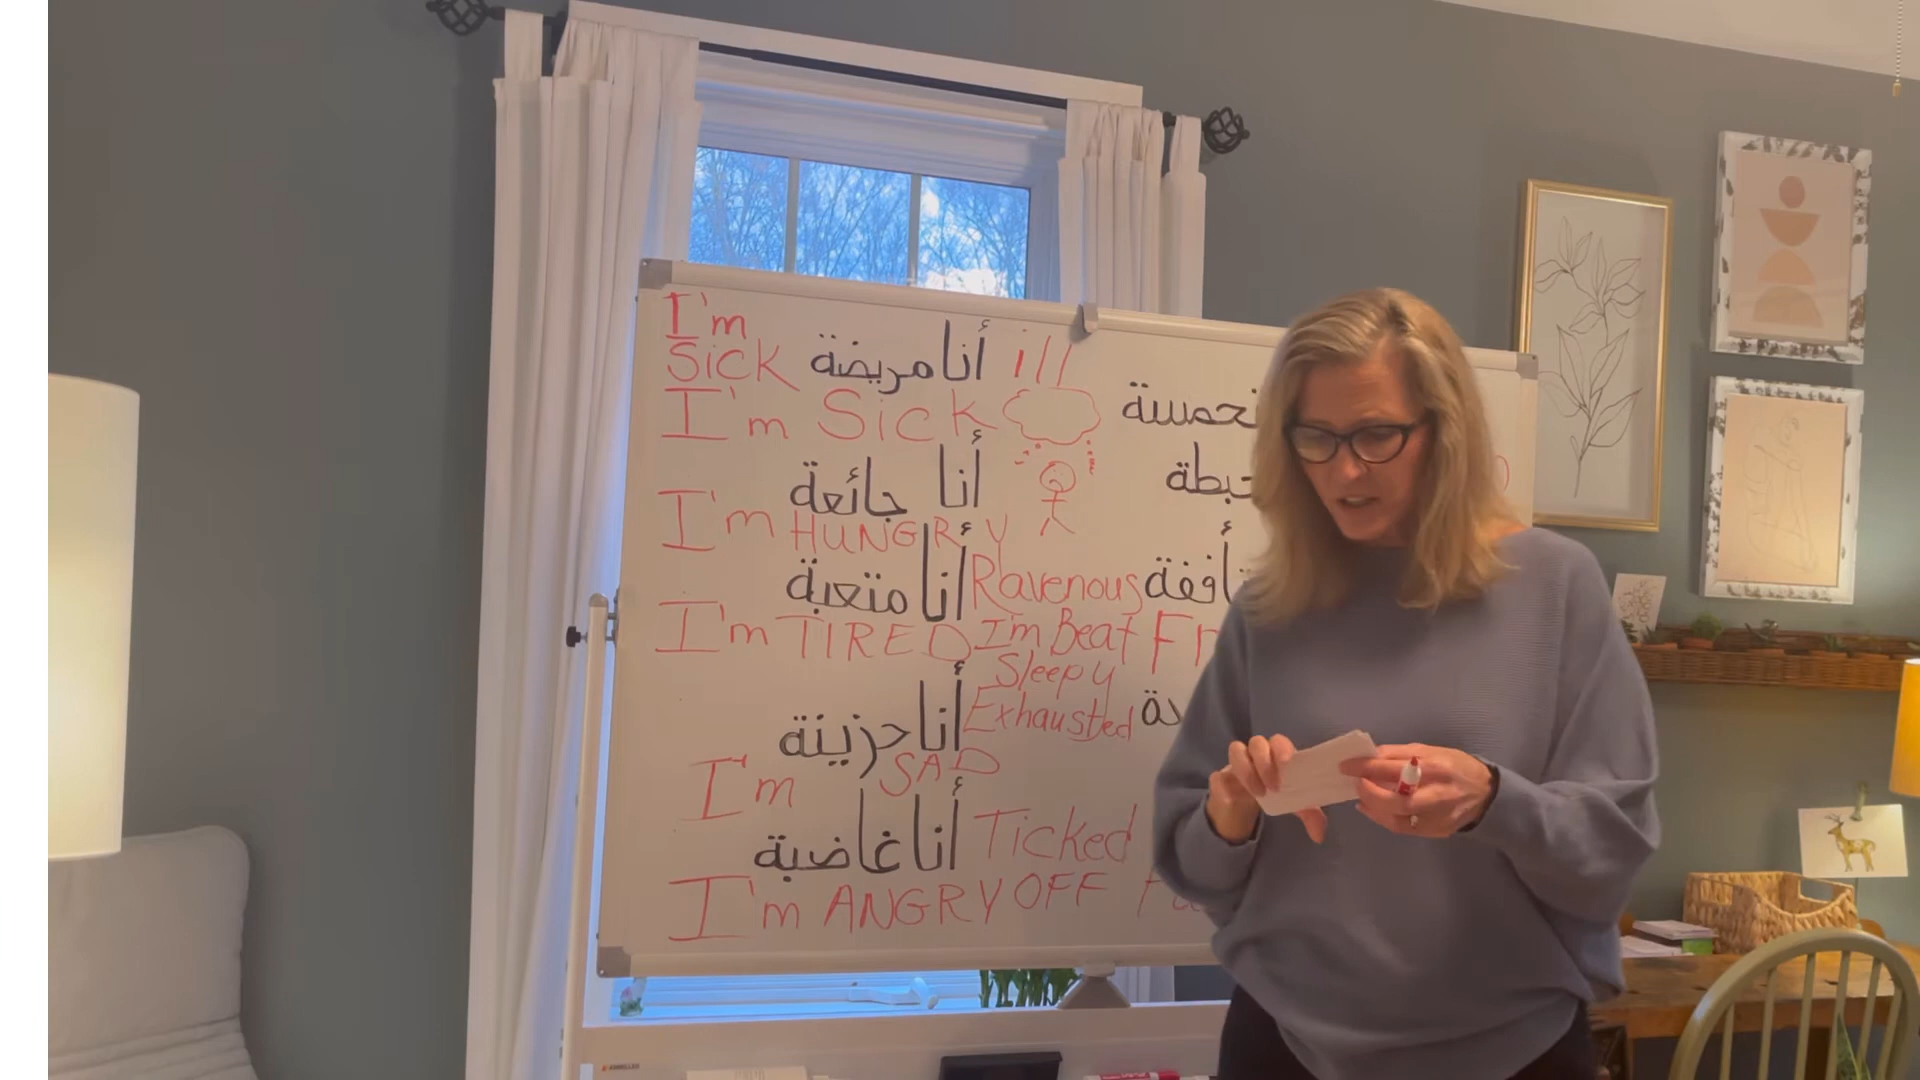 I'm
Sick أنا مريضة ill
I'm Sick
أنا جائعة
I'm HUNGRY
أنا متعبة Ravenous
I'm TIRED I'm Beat
Sleepy
Exhausted
أنا حزينة
I'm SAD
أنا غاضبة Ticked
I'm ANGRY OFF